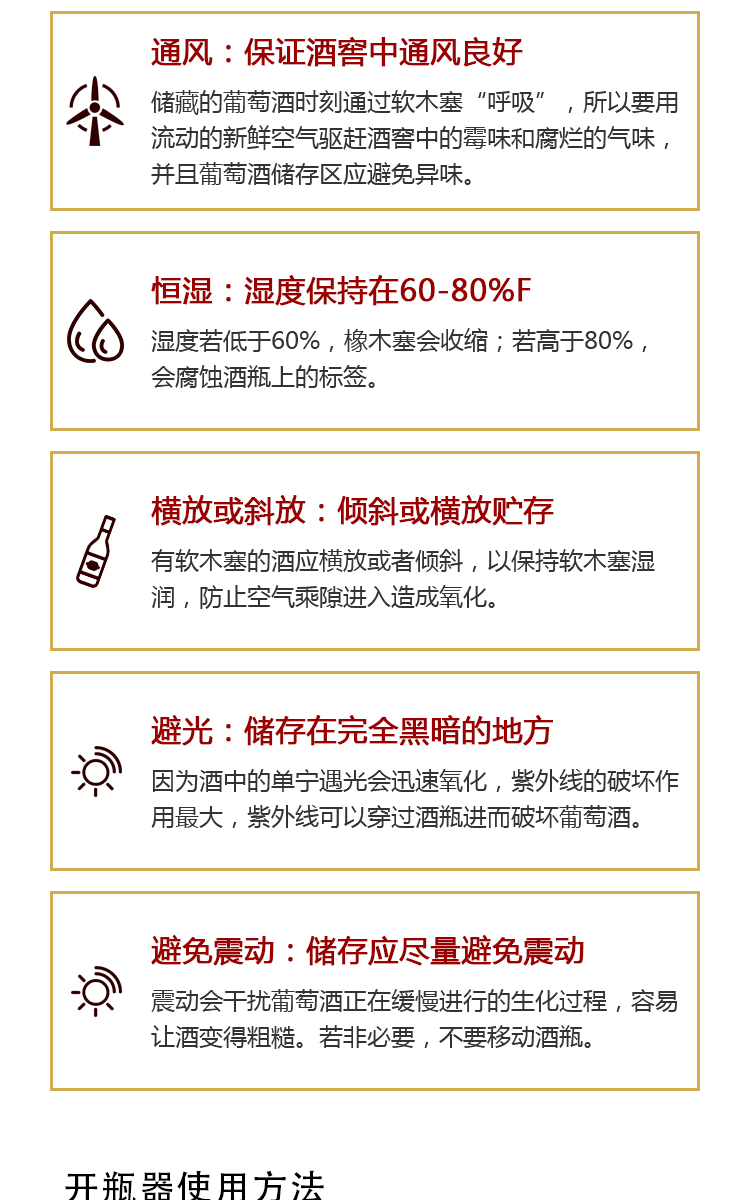 通风：保证酒窖中通风良好
储藏的葡萄酒时刻通过软木塞“呼吸”，所以要用
流动的新鲜空气驱赶酒窖中的霉味和腐烂的气味，
并且葡萄酒储存区应避免异味。
恒湿：湿度保持在60-80%F
湿度若低于60%，橡木塞会收缩；若高于80%，
会腐蚀酒瓶上的标签。
横放或斜放：倾斜或横放贮存
有软木塞的酒应横放或者倾斜，以保持软木塞湿
润，防止空气乘隙进入造成氧化。
避光：储存在完全黑暗的地方
因为酒中的单宁遇光会迅速氧化，紫外线的破坏作
用最大，紫外线可以穿过酒瓶进而破坏葡萄酒。
避免震动：储存应尽量避免震动
震动会干扰葡萄酒正在缓慢进行的生化过程，容易
让酒变得粗糙。若非必要，不要移动酒瓶。
开瓶器使用方法